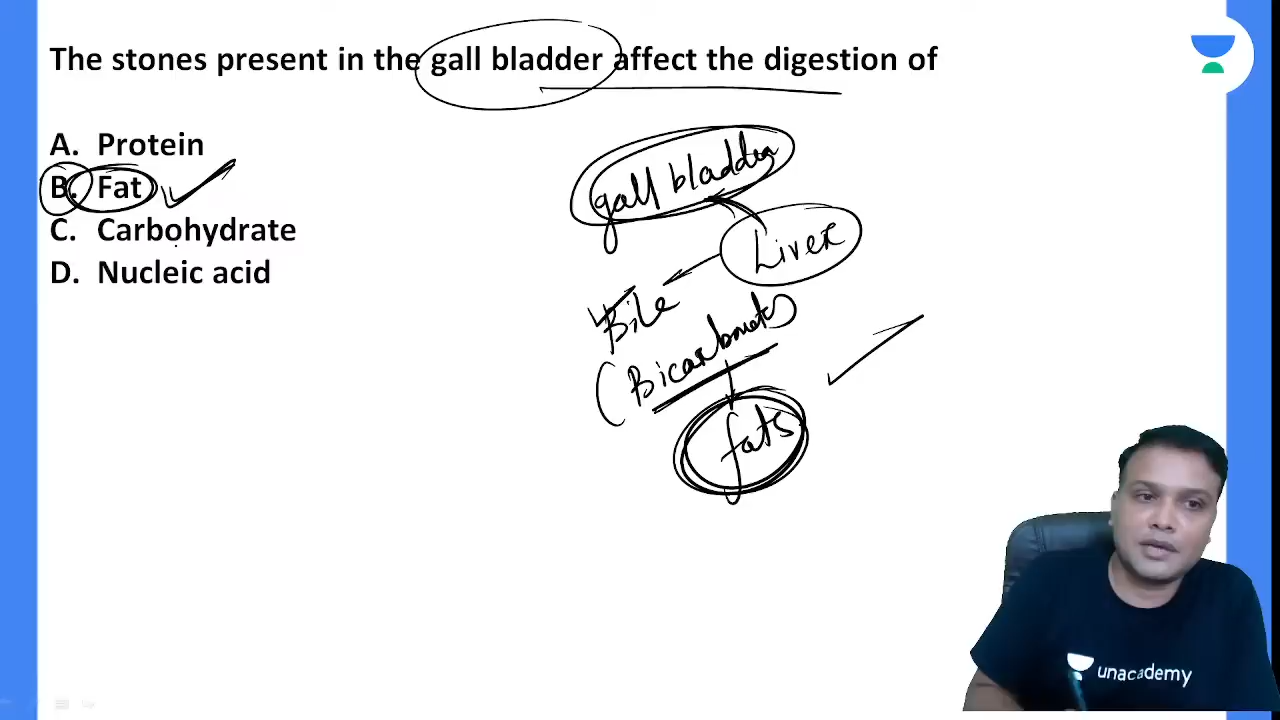 The stones present in the gall bladder affect the digestion of
A. Protein
B. Fat
C. Carbohydrate
D. Nucleic acid
gall bladder
Liver
Bile
(Bicarbonates
fats
unacademy